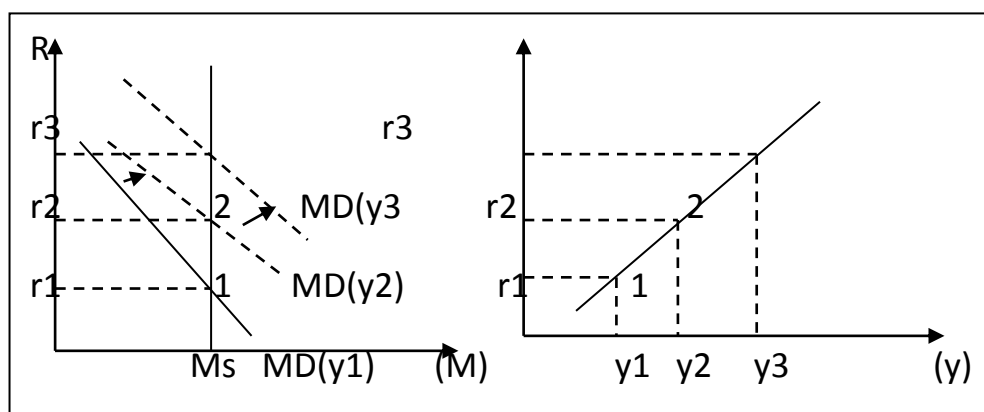 R
r3 r3
r2 2 MD(y3 r2 2
r1 1 MD(y2) r1 1
Ms MD(y1) (M) y1 y2 y3 (y)